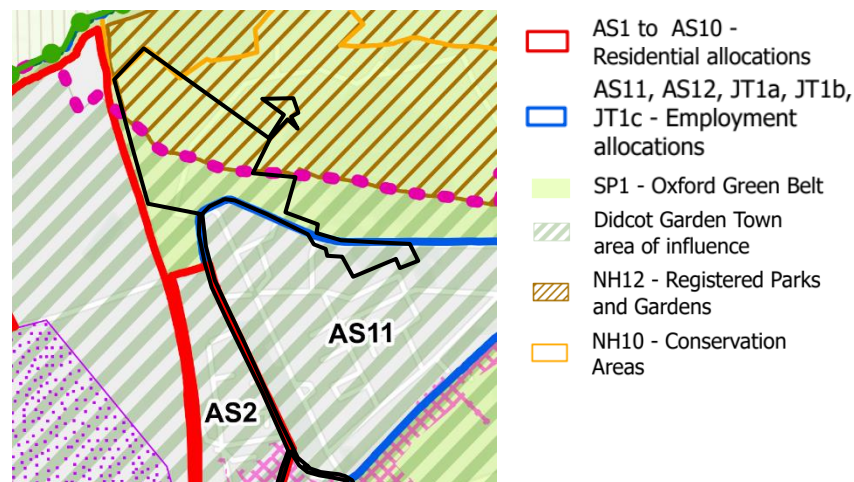 AS11
AS2
AS1 to AS10 -
Residential allocations
AS11, AS12, JT1a, JT1b,
JT1c - Employment
allocations
SP1 - Oxford Green Belt
Didcot Garden Town
area of influence
NH12 - Registered Parks
and Gardens
NH10 - Conservation
Areas